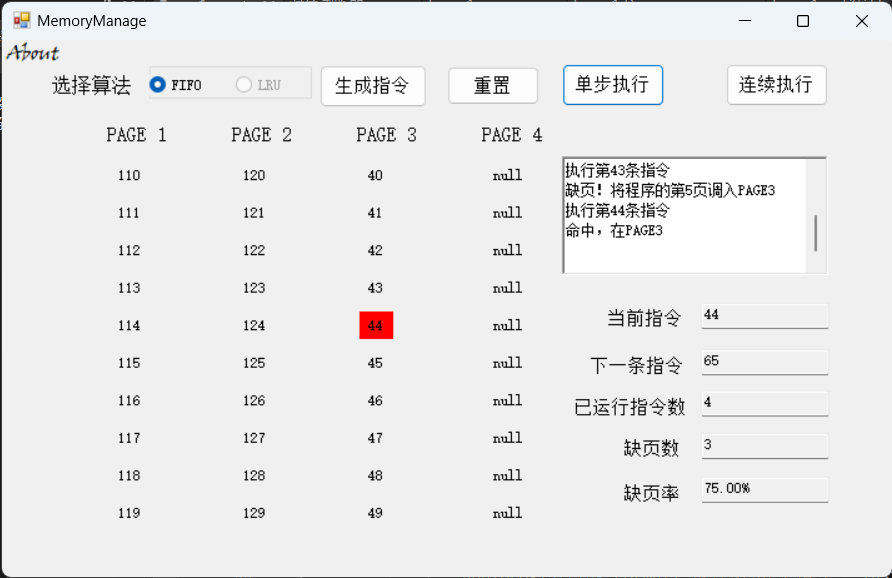 MemoryManage
About
选择算法 FIFO LRU 生成指令 重置 单步执行 连续执行
PAGE 1 PAGE 2 PAGE 3 PAGE 4
110 120 40 null
111 121 41 null
112 122 42 null
113 123 43 null
114 124 44 null
115 125 45 null
116 126 46 null
117 127 47 null
118 128 48 null
119 129 49 null
执行第43条指令
缺页！将程序的第5页调入PAGE3
执行第44条指令
命中，在PAGE3
当前指令 44
下一条指令 65
已运行指令数 4
缺页数 3
缺页率 75.00%